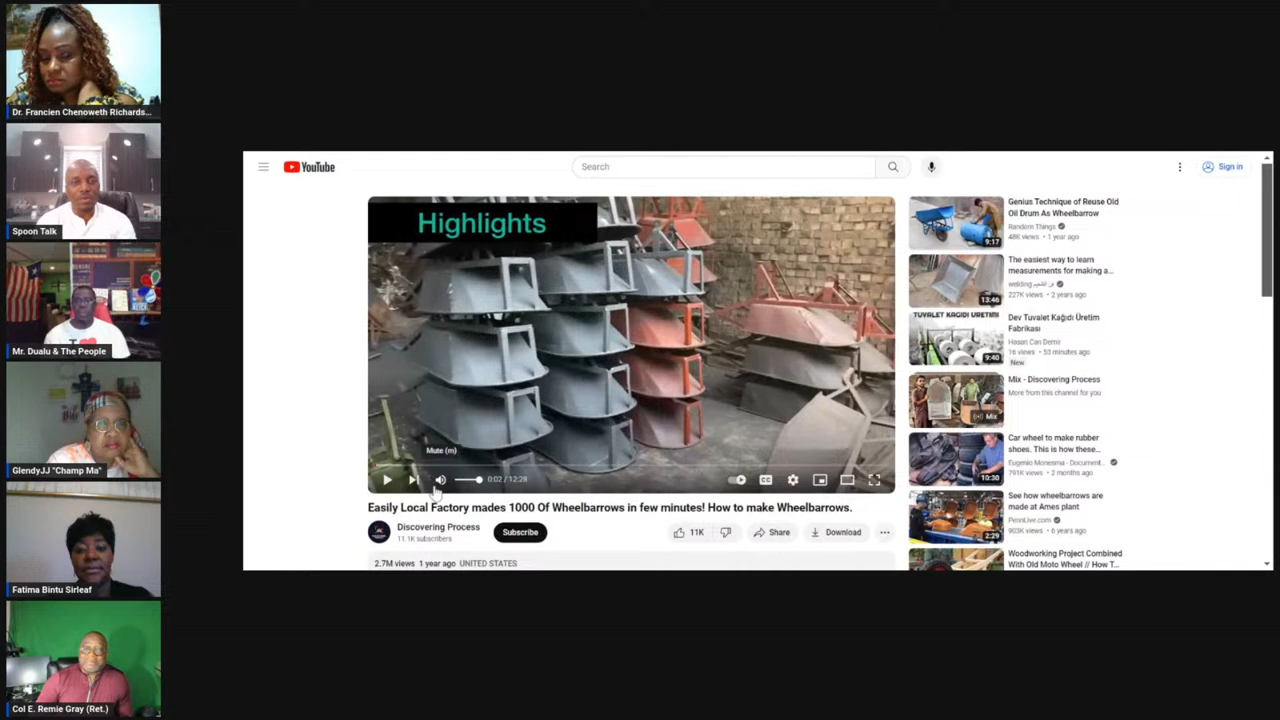 Dr. Francien Chenoweth Richards...
Spoon Talk
Mr. Dualu & The People
GlendyJJ "Champ Ma"
Fatima Bintu Sirleaf
Col E. Remie Gray (Ret.)
YouTube
Search
Sign in
Highlights
Mute (m)
0:02 / 12:28
CC
Easily Local Factory mades 1000 Of Wheelbarrows in few minutes! How to make Wheelbarrows.
Discovering Process
11.1K subscribers
Subscribe
11K
Share
Download
2.7M views 1 year ago UNITED STATES
9:17
Genius Technique of Reuse Old
Oil Drum As Wheelbarrow
Random Things
48K views • 1 year ago
13:46
The easiest way to learn
measurements for making a...
welding
227K views • 2 years ago
TUVALET KAGIDI URETIMI
9:40
Dev Tuvalet Kağıdı Üretim
Fabrikası
Hasan Can Demir
16 views • 53 minutes ago
New
Mix
Mix - Discovering Process
More from this channel for you
10:30
Car wheel to make rubber
shoes. This is how these...
Eugenio Monesma - Document...
791K views • 2 months ago
2:29
See how wheelbarrows are
made at Ames plant
PennLive.com
903K views • 6 years ago
Woodworking Project Combined
With Old Moto Wheel // How T...